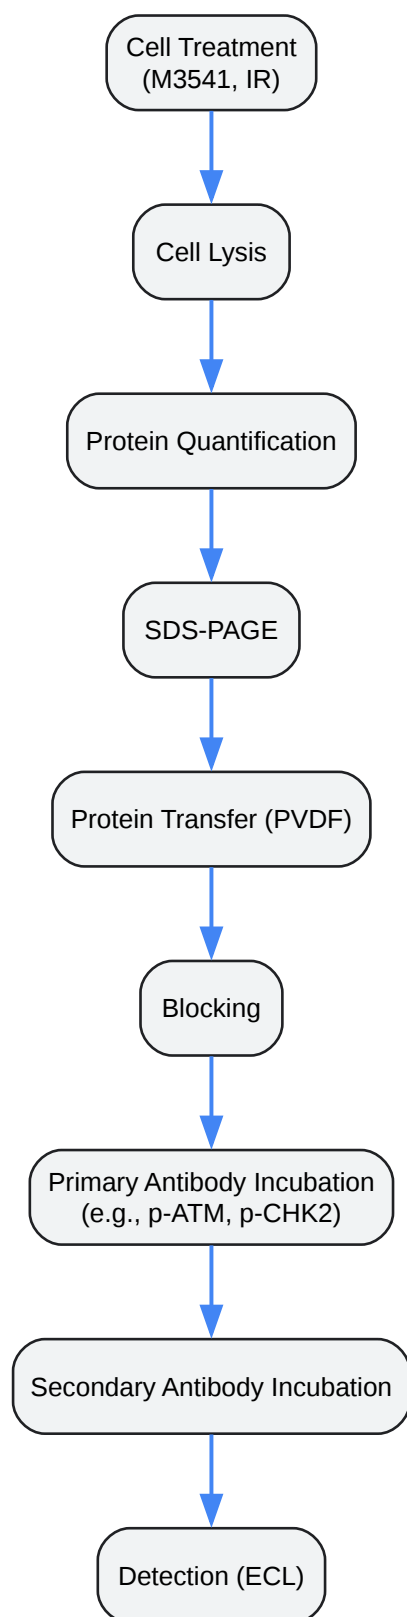 Cell Treatment
(M3541, IR)
Cell Lysis
Protein Quantification
SDS-PAGE
Protein Transfer (PVDF)
Blocking
Primary Antibody Incubation
(e.g., p-ATM, p-CHK2)
Secondary Antibody Incubation
Detection (ECL)